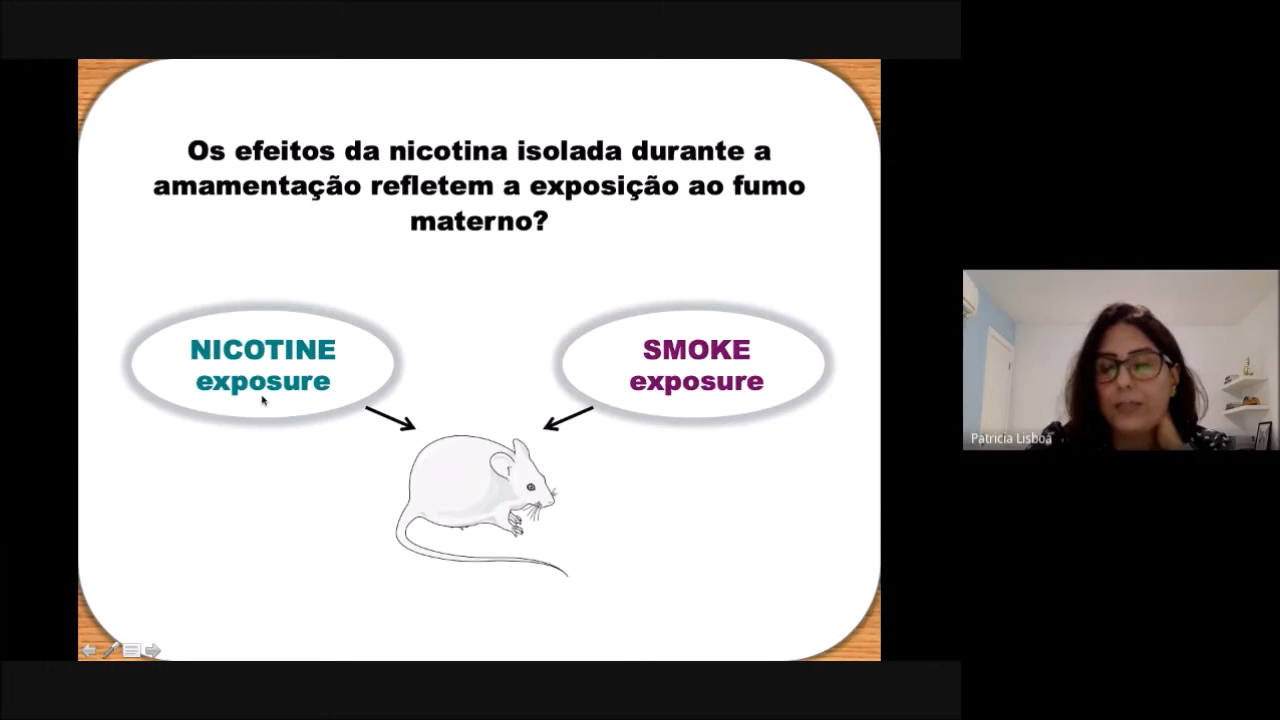 Os efeitos da nicotina isolada durante a
amamentação refletem a exposição ao fumo
materno?
NICOTINE
exposure
SMOKE
exposure
Patricia Lisboa